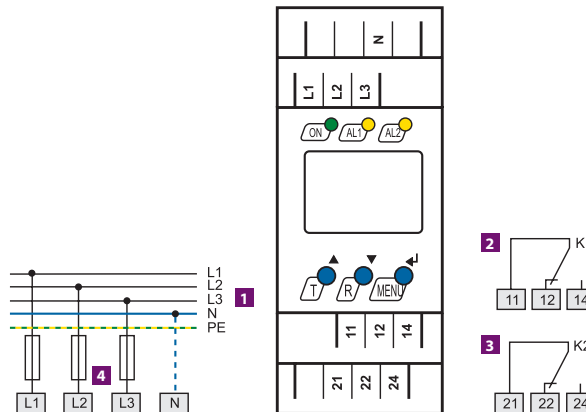 N
L1 L2 L3
ON AL1 AL2
T R MENU
11 12 14
21 22 24
L1
L2
L3
N
PE
1
4
L1 L2 L3 N
2
K
11 12 14
3
K2
21 22 24